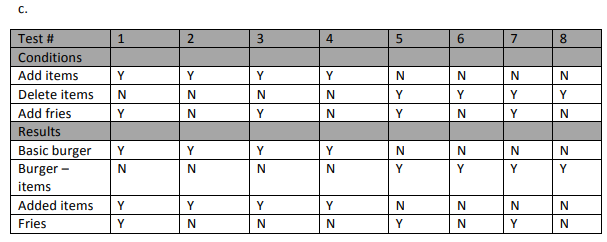 c.
Test # 1 2 3 4 5 6 7 8
Conditions
Add items Y Y Y Y N N N N
Delete items N N N N Y Y Y Y
Add fries Y N Y N Y N Y N
Results
Basic burger Y Y Y Y N N N N
Burger – N N N N Y Y Y Y
items
Added items Y Y Y Y N N N N
Fries Y N N N Y N Y N